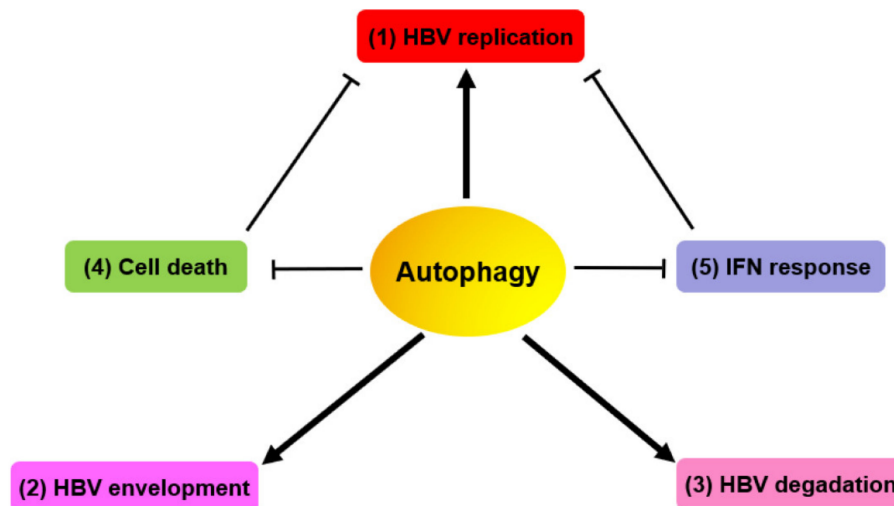 (1) HBV replication
(4) Cell death
Autophagy
(5) IFN response
(2) HBV envelopment
(3) HBV degadation